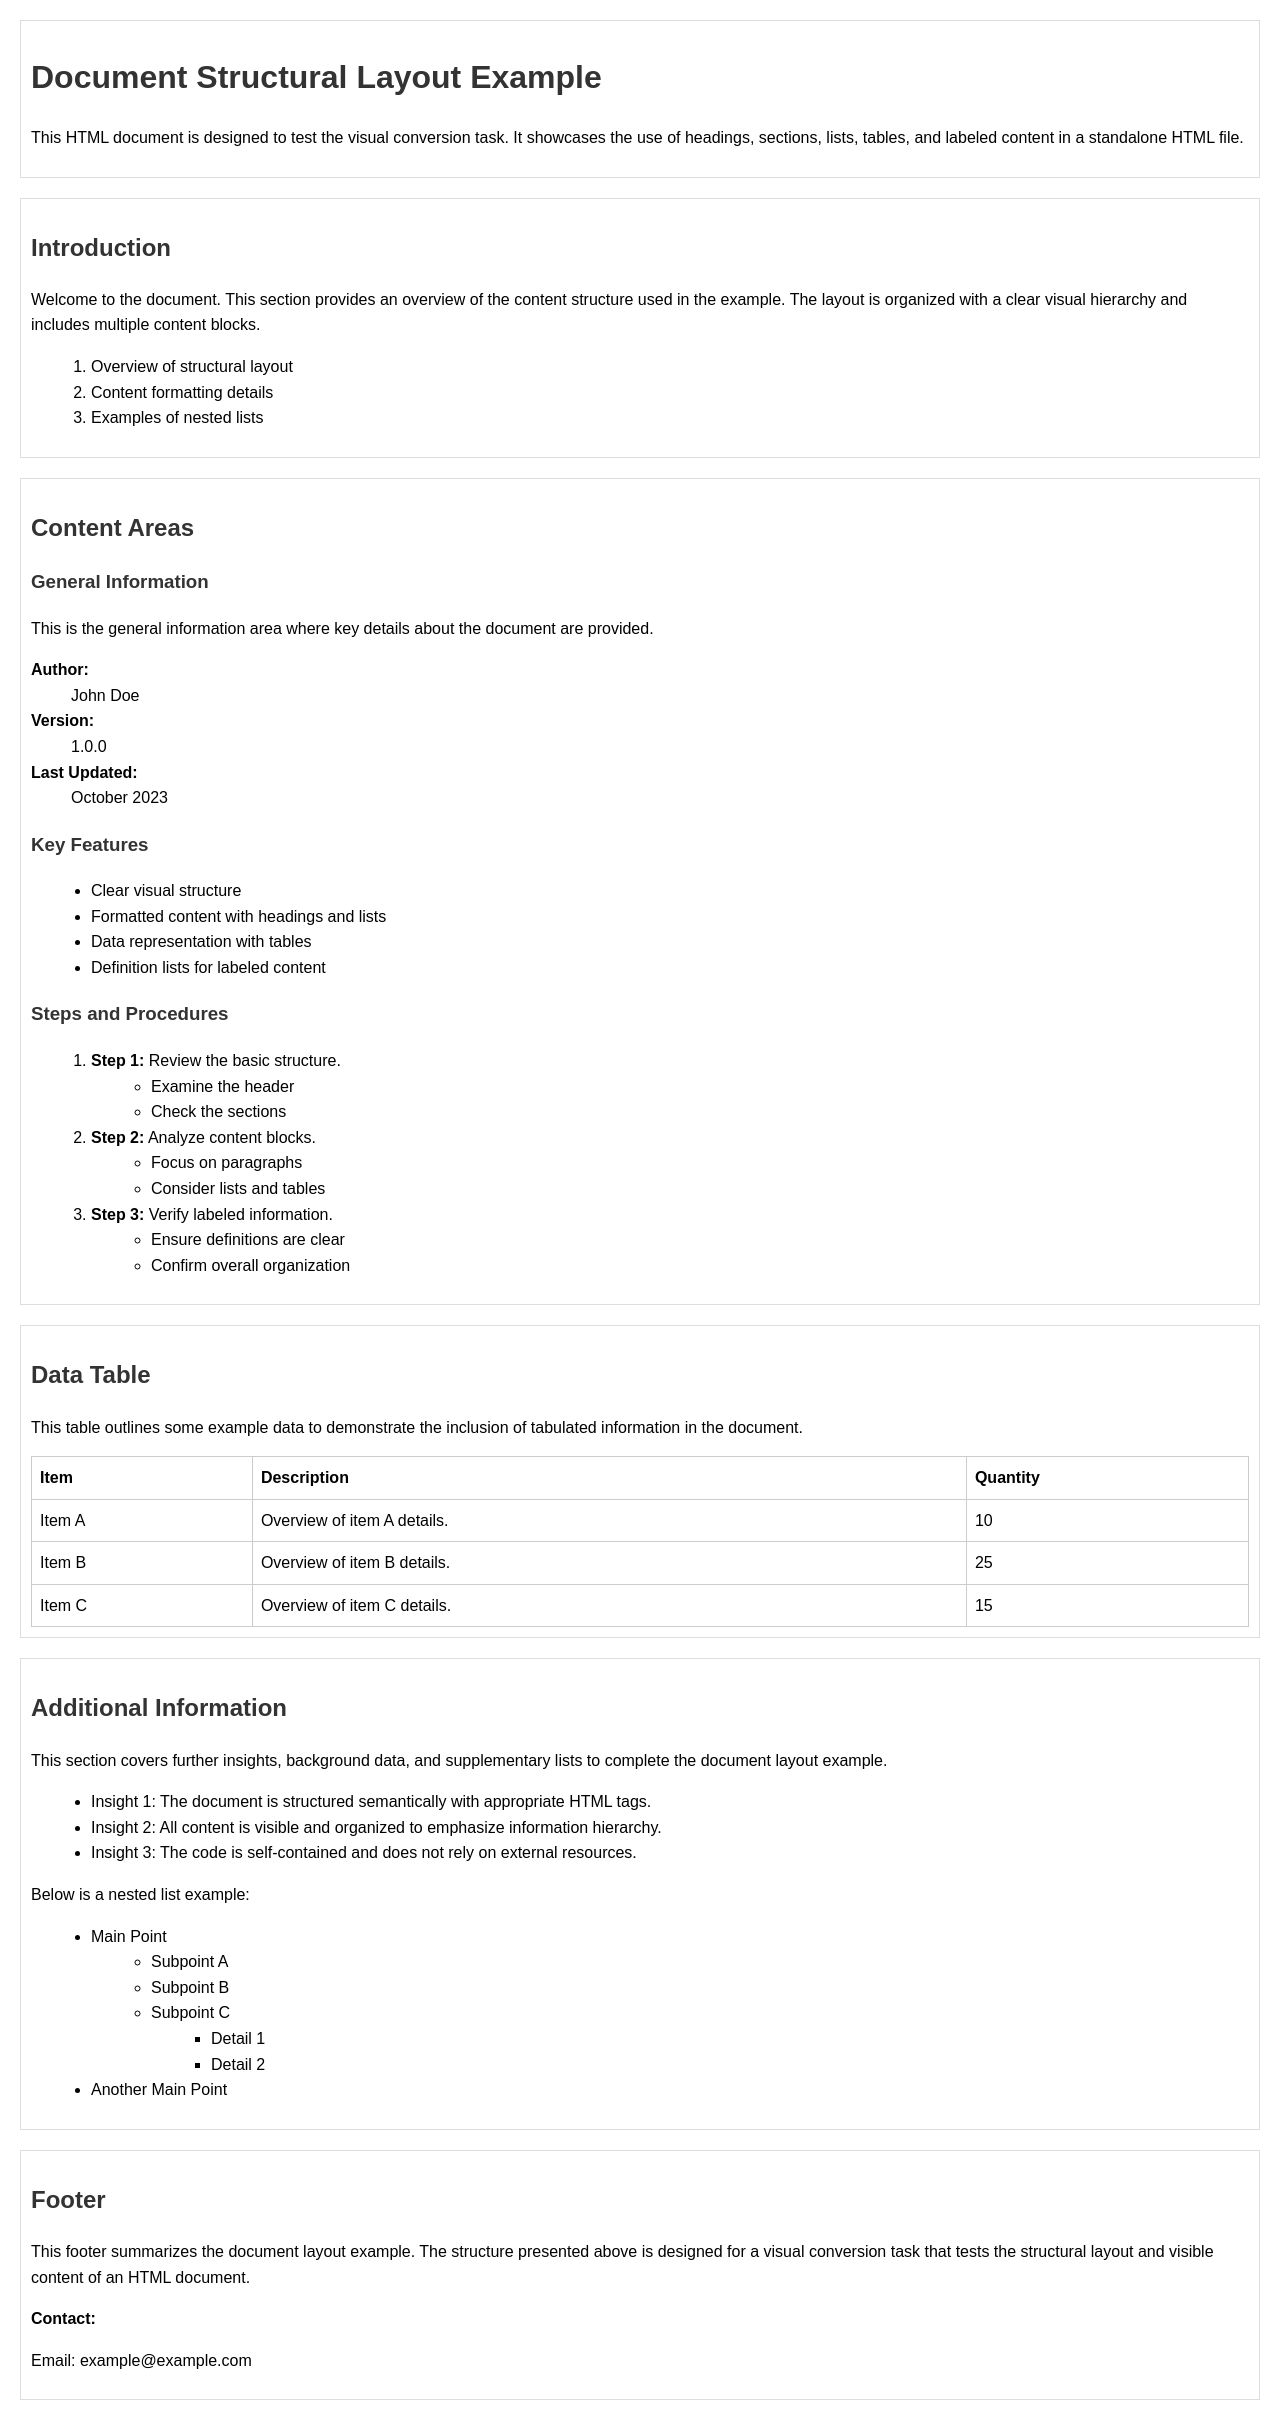 Document Structural Layout Example
This HTML document is designed to test the visual conversion task. It showcases the use of headings, sections, lists, tables, and labeled content in a standalone HTML file.
Introduction
Welcome to the document. This section provides an overview of the content structure used in the example. The layout is organized with a clear visual hierarchy and
includes multiple content blocks.
1. Overview of structural layout
2. Content formatting details
3. Examples of nested lists
Content Areas
General Information
This is the general information area where key details about the document are provided.
Author:
John Doe
Version:
1.0.0
Last Updated:
October 2023
Key Features
• Clear visual structure
• Formatted content with headings and lists
• Data representation with tables
• Definition lists for labeled content
Steps and Procedures
1. Step 1: Review the basic structure.
◦ Examine the header
◦ Check the sections
2. Step 2: Analyze content blocks.
◦ Focus on paragraphs
◦ Consider lists and tables
3. Step 3: Verify labeled information.
◦ Ensure definitions are clear
◦ Confirm overall organization
Data Table
This table outlines some example data to demonstrate the inclusion of tabulated information in the document.
Item Description Quantity
Item A Overview of item A details. 10
Item B Overview of item B details. 25
Item C Overview of item C details. 15
Additional Information
This section covers further insights, background data, and supplementary lists to complete the document layout example.
• Insight 1: The document is structured semantically with appropriate HTML tags.
• Insight 2: All content is visible and organized to emphasize information hierarchy.
• Insight 3: The code is self-contained and does not rely on external resources.
Below is a nested list example:
• Main Point
◦ Subpoint A
◦ Subpoint B
◦ Subpoint C
▪ Detail 1
▪ Detail 2
• Another Main Point
Footer
This footer summarizes the document layout example. The structure presented above is designed for a visual conversion task that tests the structural layout and visible
content of an HTML document.
Contact:
Email: example@example.com